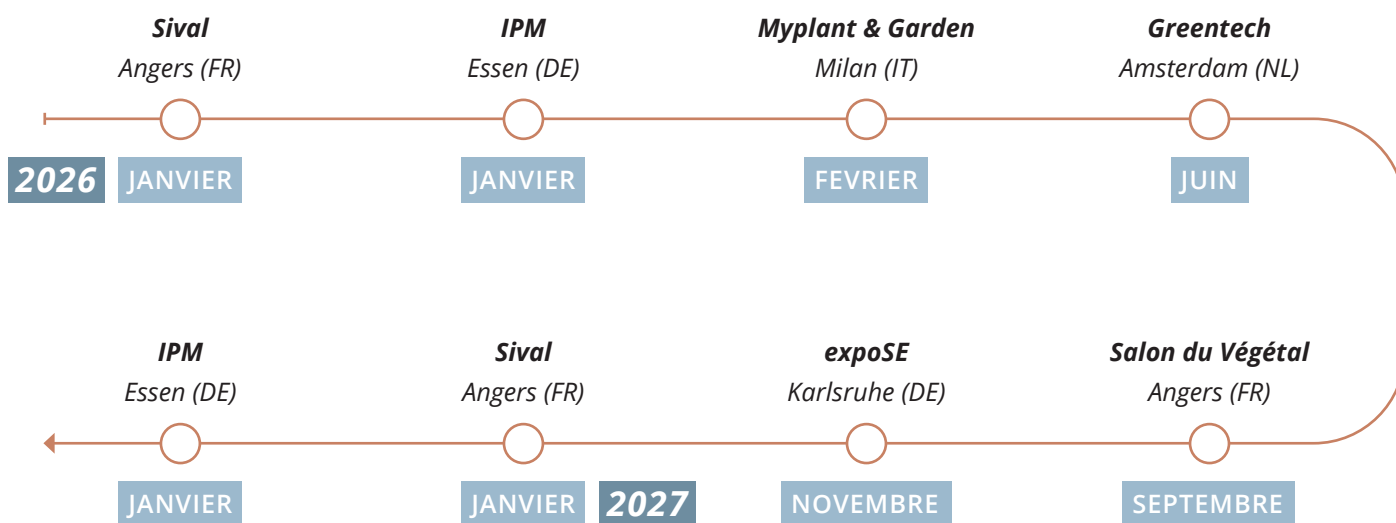 Sival
Angers (FR)
IPM
Essen (DE)
Myplant & Garden
Milan (IT)
Greentech
Amsterdam (NL)
2026
JANVIER
JANVIER
FEVRIER
JUIN
IPM
Essen (DE)
Sival
Angers (FR)
expoSE
Karlsruhe (DE)
Salon du Végétal
Angers (FR)
JANVIER
JANVIER
2027
NOVEMBRE
SEPTEMBRE